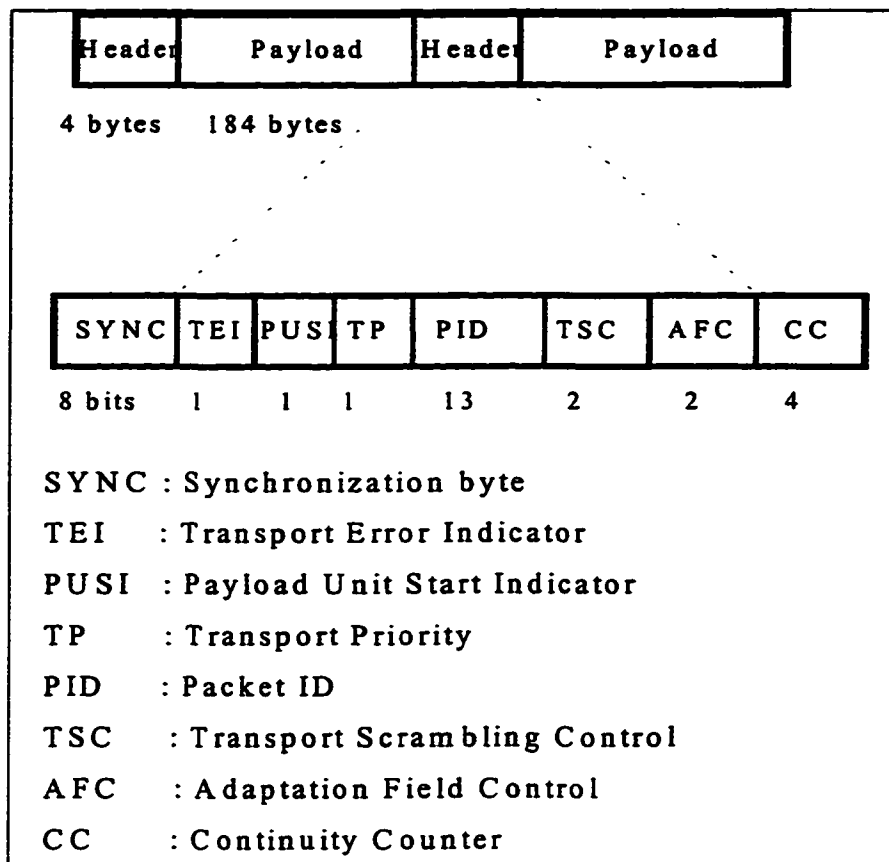 Header Payload Header Payload
4 bytes 184 bytes
SYNC TEI PUSI TP PID TSC AFC CC
8 bits 1 1 1 13 2 2 4
SYNC : Synchronization byte
TEI : Transport Error Indicator
PUSI : Payload Unit Start Indicator
TP : Transport Priority
PID : Packet ID
TSC : Transport Scrambling Control
AFC : Adaptation Field Control
CC : Continuity Counter